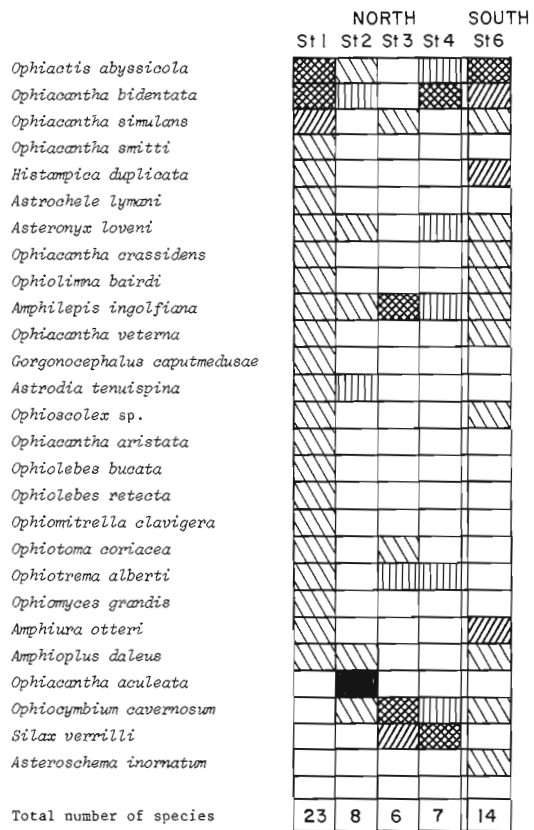 NORTH SOUTH
St1 St2 St3 St4 St6
Ophiactis abyssicola
Ophiacantha bidentata
Ophiacantha simulans
Ophiacantha smitti
Histampica duplicata
Astrochele lymani
Asteronyx loveni
Ophiacantha crassidens
Ophiolimna bairdi
Amphilepis ingolfiana
Ophiacantha veterna
Gorgonocephalus caputmedusae
Astrodia tenuispina
Ophioscolex sp.
Ophiacantha aristata
Ophiolebes bucata
Ophiolebes retecta
Ophiomitrella clavigera
Ophiotoma coriacea
Ophiotrema alberti
Ophiomyces grandis
Amphiura otteri
Amphioplus daleus
Ophiacantha aculeata
Ophiocymbium cavernosum
Silax verrilli
Asteroschema inornatum
Total number of species 23 8 6 7 14